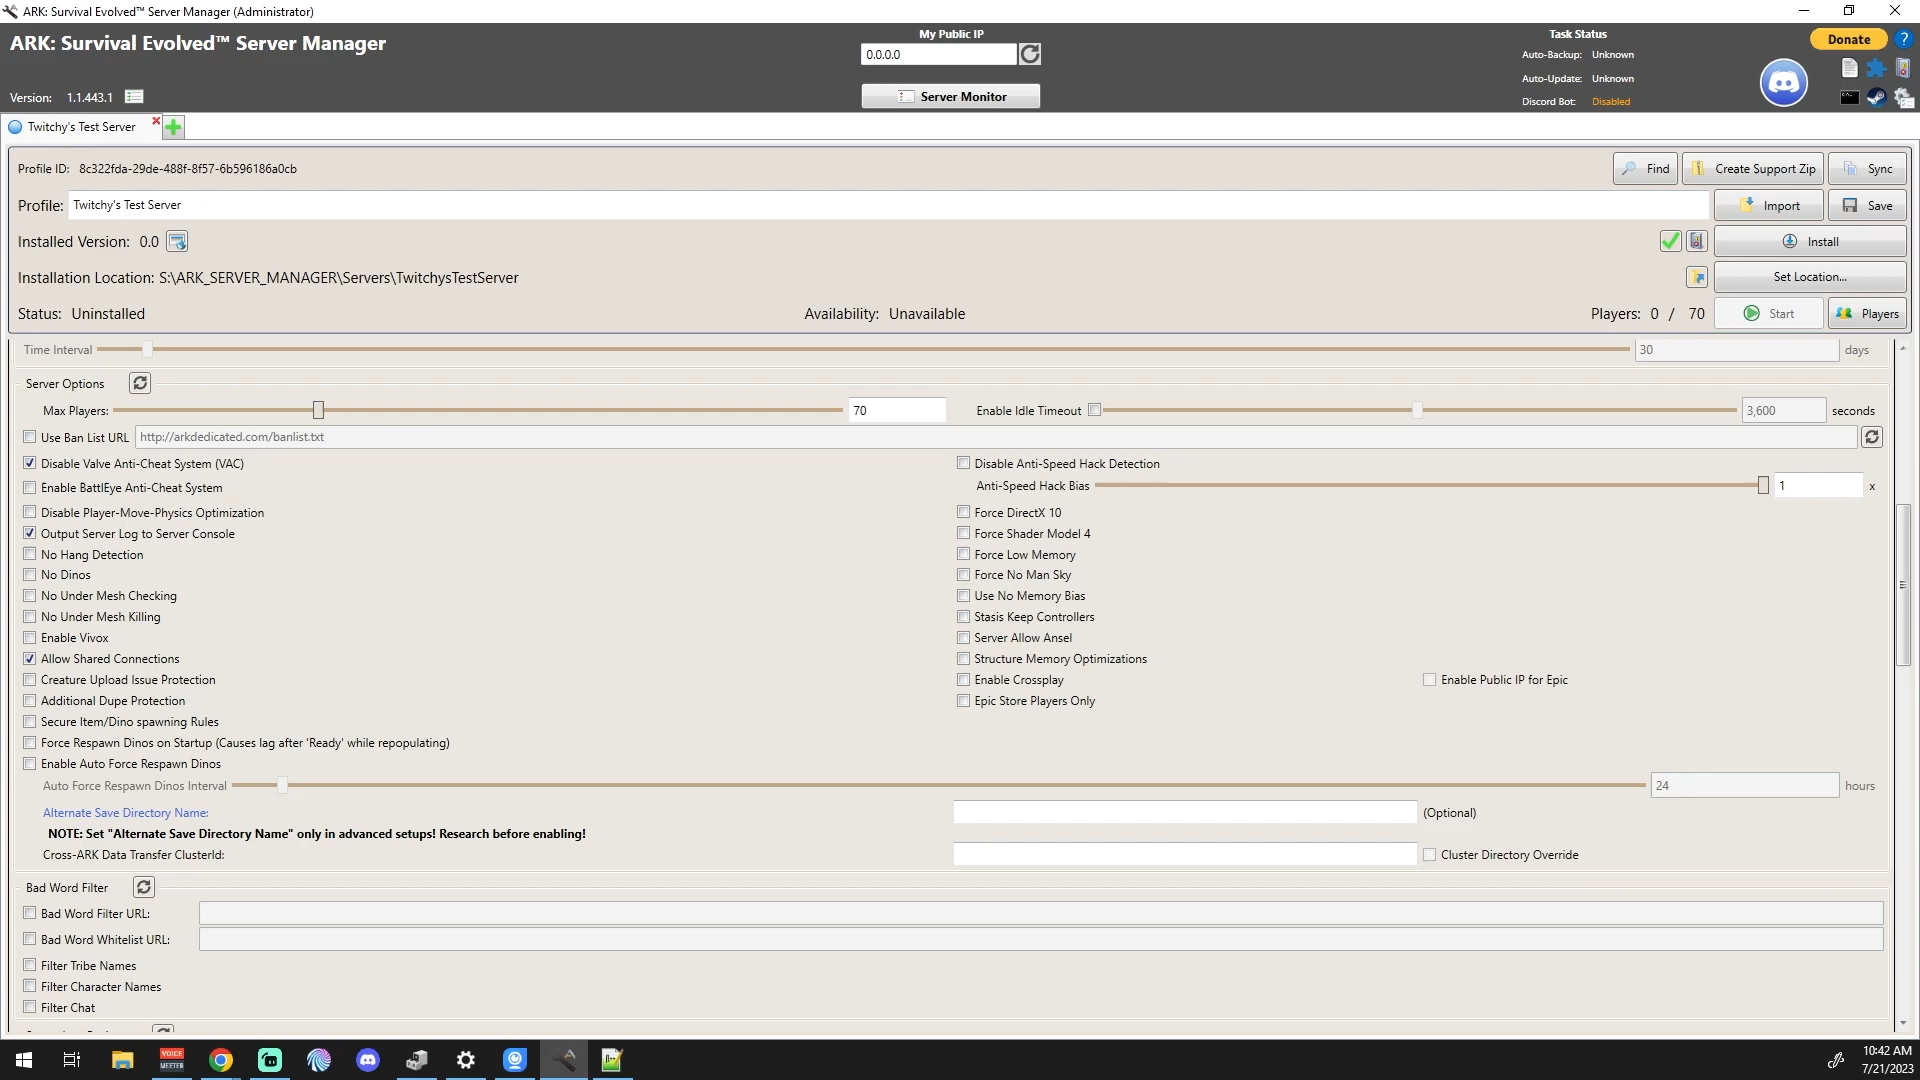 ARK: Survival Evolved™ Server Manager (Administrator)
ARK: Survival Evolved™ Server Manager
My Public IP
0.0.0.0
Server Monitor
Task Status
Auto-Backup: Unknown
Auto-Update: Unknown
Discord Bot: Disabled
Donate
?
Version: 1.1.443.1
Twitchy's Test Server
Profile ID: 8c322fda-29de-488f-8f57-6b596186a0cb
Find
Create Support Zip
Sync
Profile: Twitchy's Test Server
Import
Save
Installed Version: 0.0
Install
Installation Location: S:\ARK_SERVER_MANAGER\Servers\TwitchysTestServer
Set Location...
Status: Uninstalled
Availability: Unavailable
Players: 0 / 70
Start
Players
Time Interval 30 days
Server Options
Max Players: 70
Enable Idle Timeout 3,600 seconds
Use Ban List URL http://arkdedicated.com/banlist.txt
Disable Valve Anti-Cheat System (VAC)
Disable Anti-Speed Hack Detection
Enable BattlEye Anti-Cheat System
Anti-Speed Hack Bias 1 x
Disable Player-Move-Physics Optimization
Force DirectX 10
Output Server Log to Server Console
Force Shader Model 4
No Hang Detection
Force Low Memory
No Dinos
Force No Man Sky
No Under Mesh Checking
Use No Memory Bias
No Under Mesh Killing
Stasis Keep Controllers
Enable Vivox
Server Allow Ansel
Allow Shared Connections
Structure Memory Optimizations
Creature Upload Issue Protection
Enable Crossplay
Enable Public IP for Epic
Additional Dupe Protection
Epic Store Players Only
Secure Item/Dino spawning Rules
Force Respawn Dinos on Startup (Causes lag after 'Ready' while repopulating)
Enable Auto Force Respawn Dinos
Auto Force Respawn Dinos Interval 24 hours
Alternate Save Directory Name: (Optional)
NOTE: Set "Alternate Save Directory Name" only in advanced setups! Research before enabling!
Cross-ARK Data Transfer ClusterId:
Cluster Directory Override
Bad Word Filter
Bad Word Filter URL:
Bad Word Whitelist URL:
Filter Tribe Names
Filter Character Names
Filter Chat
VOICE
MEETER
10:42 AM
7/21/2023